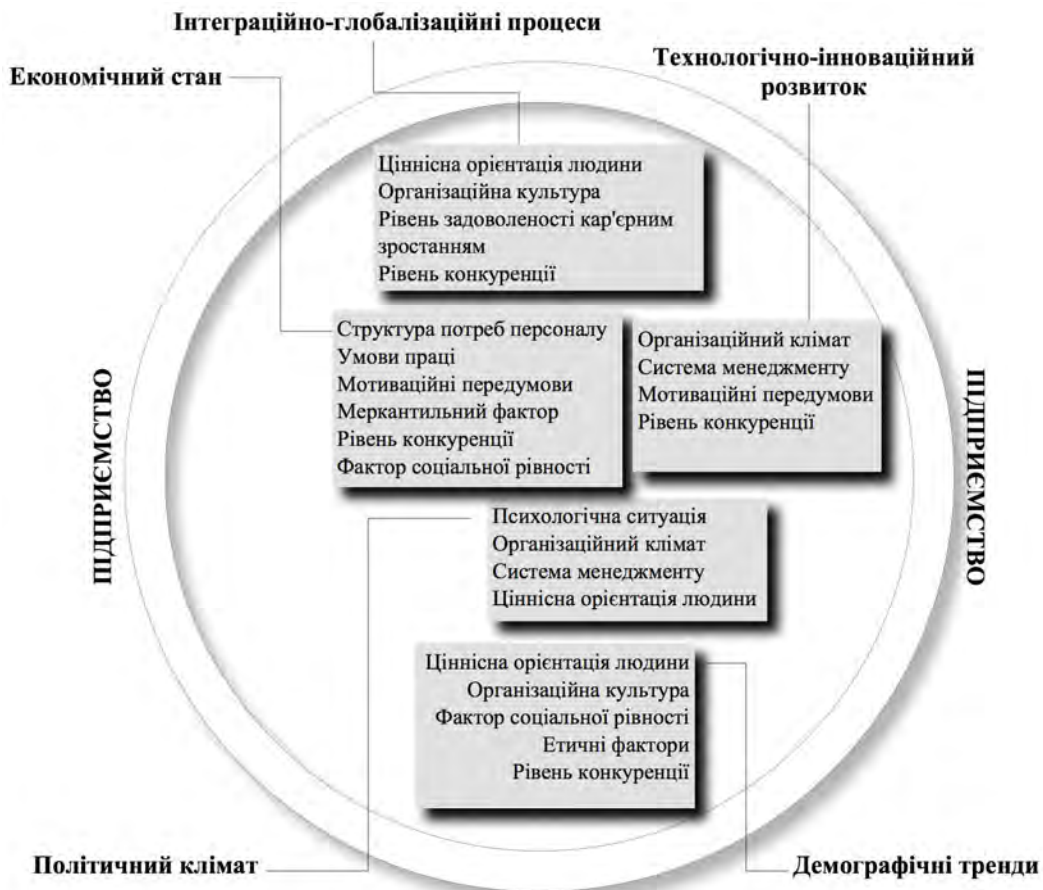 Інтеграційно-глобалізаційні процеси
Економічний стан
Технологічно-інноваційний
розвиток
Ціннісна орієнтація людини
Організаційна культура
Рівень задоволеності кар'єрним
зростанням
Рівень конкуренції
Структура потреб персоналу
Умови праці
Мотиваційні передумови
Меркантильний фактор
Рівень конкуренції
Фактор соціальної рівності
Організаційний клімат
Система менеджменту
Мотиваційні передумови
Рівень конкуренції
ПІДПРИЄМСТВО
ПІДПРИЄМСТВО
Психологічна ситуація
Організаційний клімат
Система менеджменту
Ціннісна орієнтація людини
Ціннісна орієнтація людини
Організаційна культура
Фактор соціальної рівності
Етичні фактори
Рівень конкуренції
Політичний клімат
Демографічні тренди